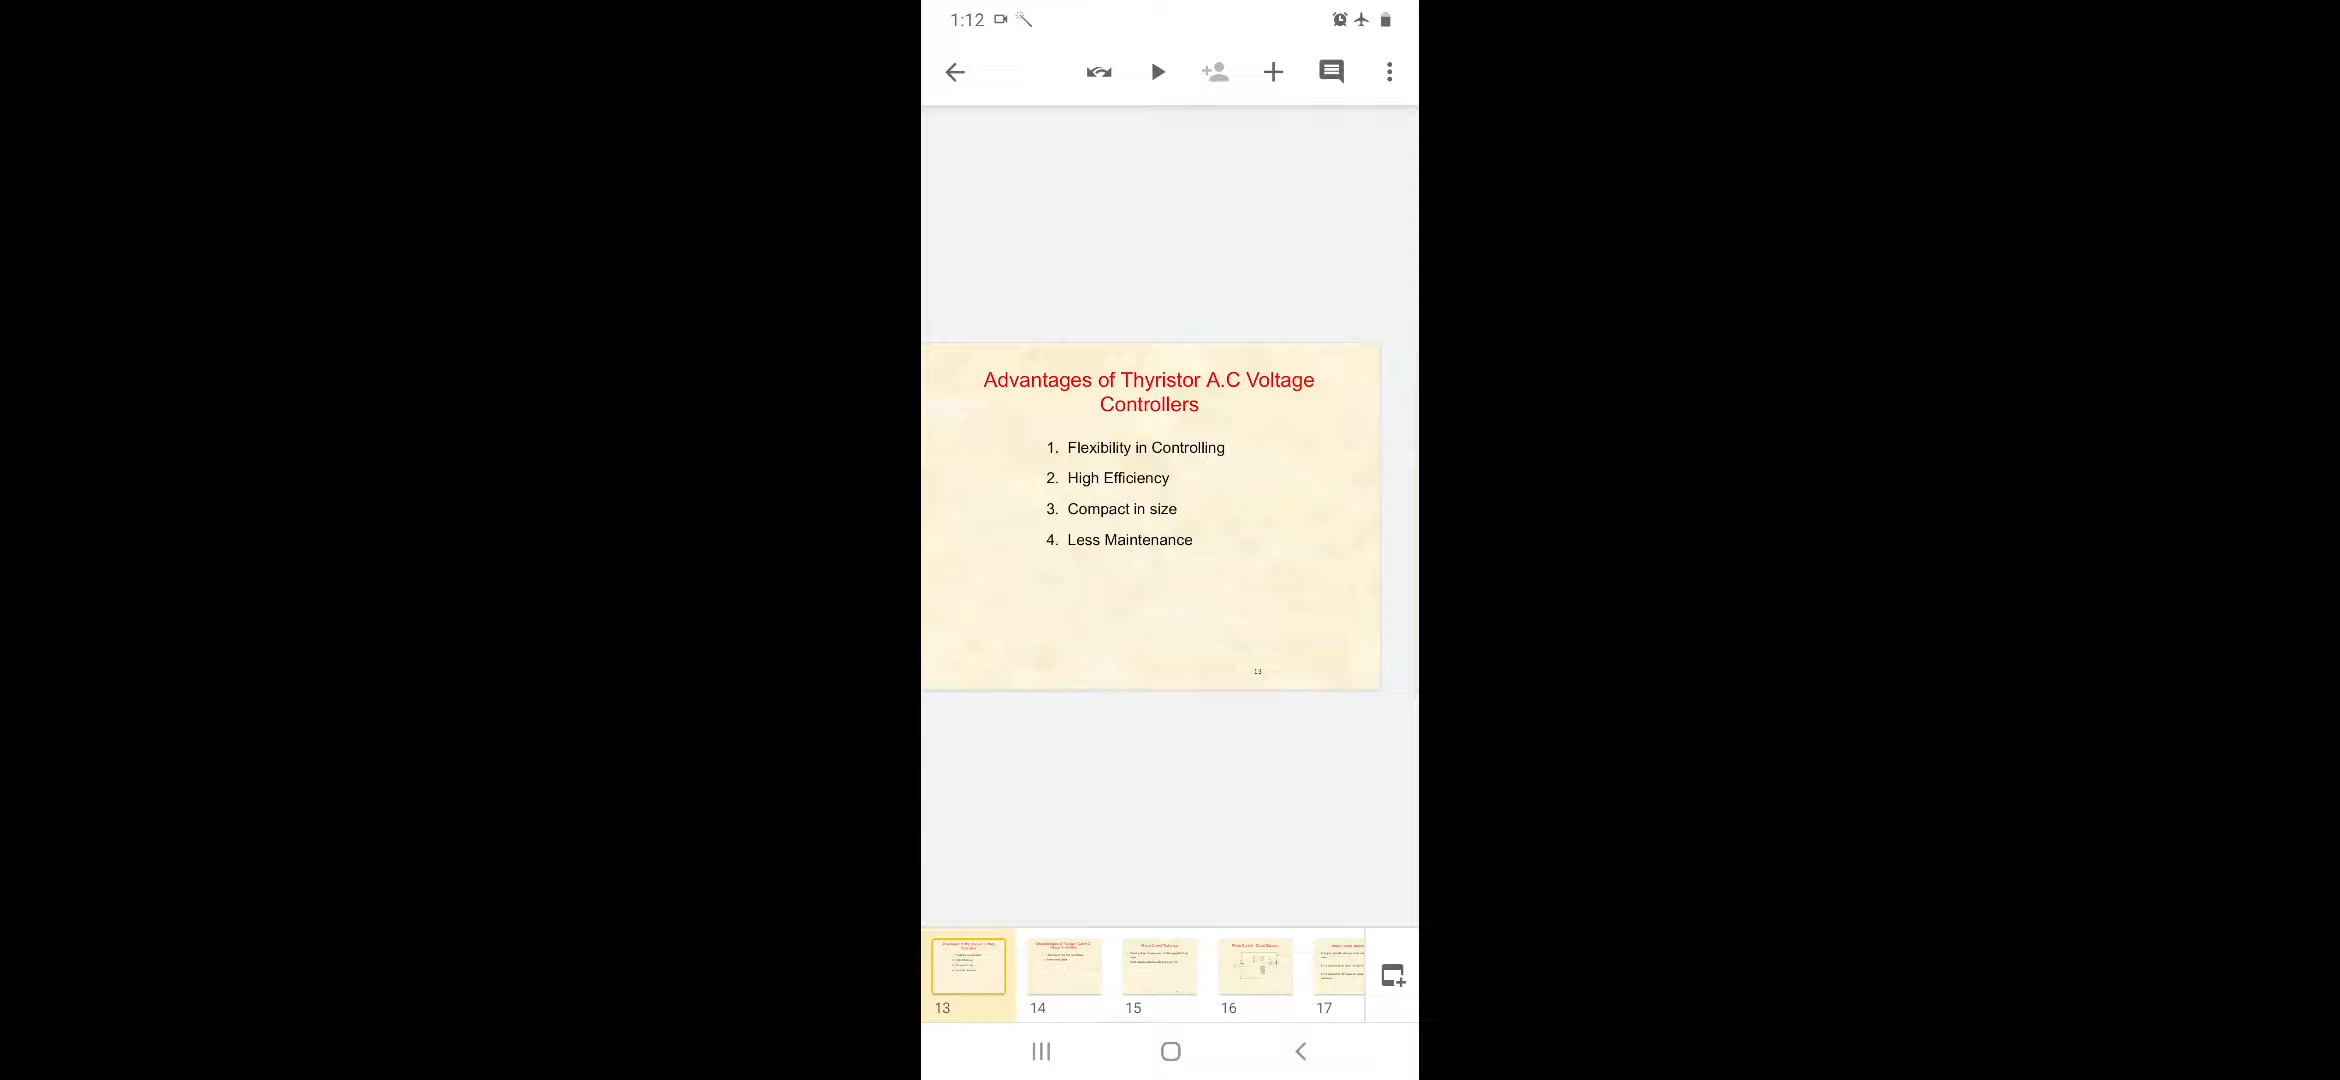 1:12
Advantages of Thyristor A.C Voltage
Controllers
1. Flexibility in Controlling
2. High Efficiency
3. Compact in size
4. Less Maintenance
13
13
14
15
16
17